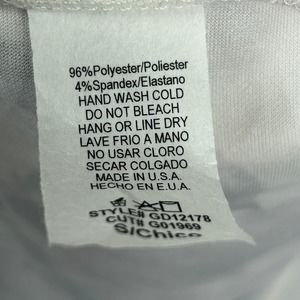 96%Polyester/Poliester
4%Spandex/Elastano
HAND WASH COLD
DO NOT BLEACH
HANG OR LINE DRY
LAVE FRIO A MANO
NO USAR CLORO
SECAR COLGADO
MADE IN U.S.A.
HECHO EN E.U.A.
STYLE# GD12178
CUT# G01969
S/Chico